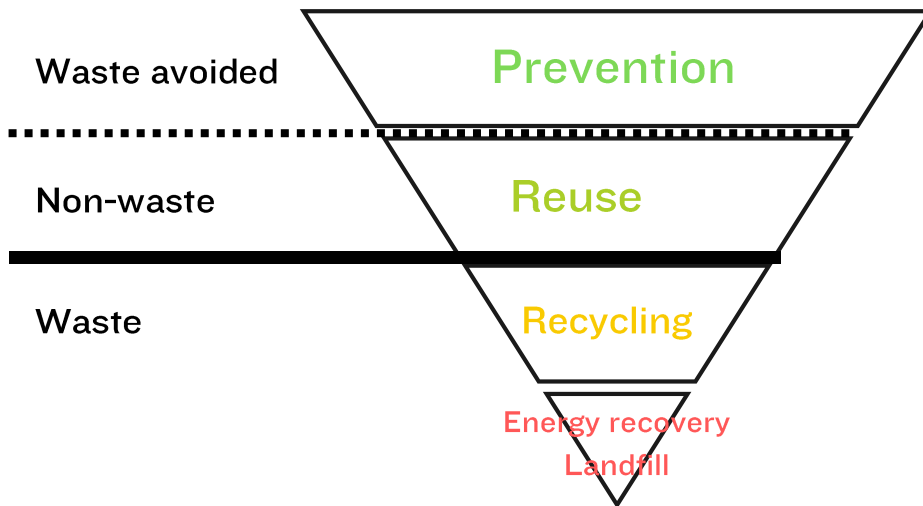 Waste avoided
Prevention
Non-waste
Reuse
Waste
Recycling
Energy recovery
Landfill